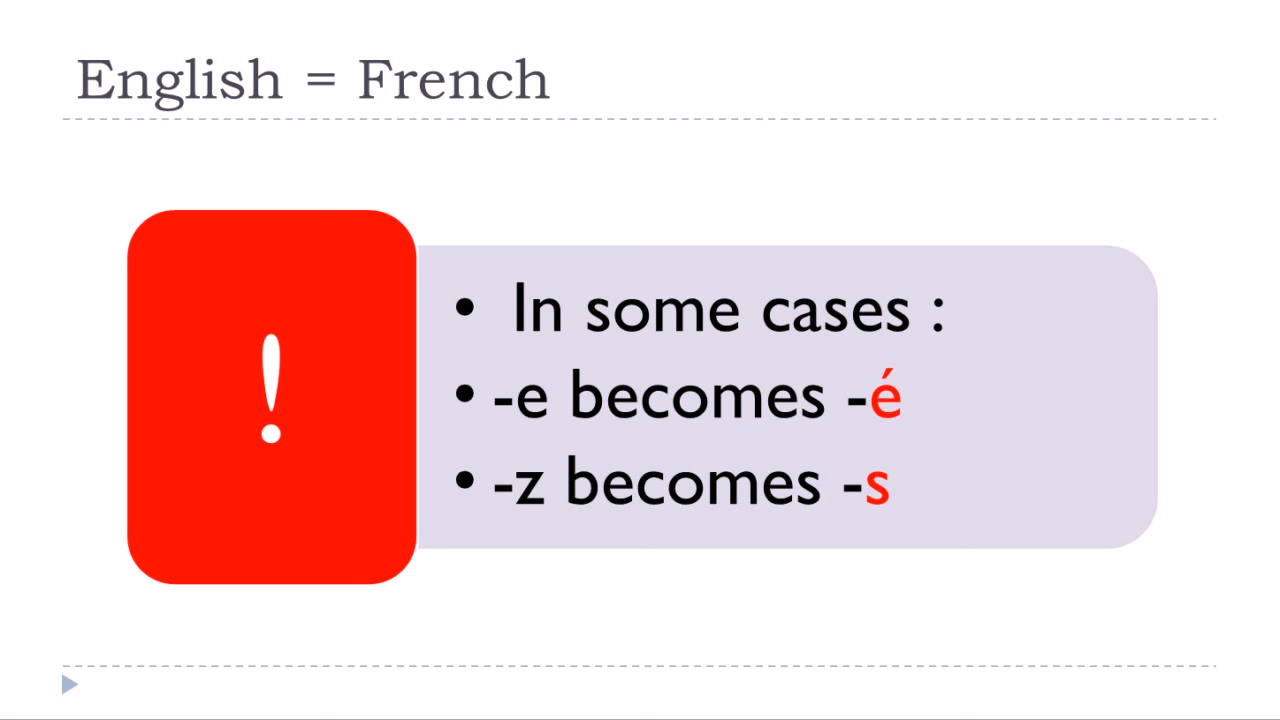 English = French
!
• In some cases :
• -e becomes -é
• -z becomes -s